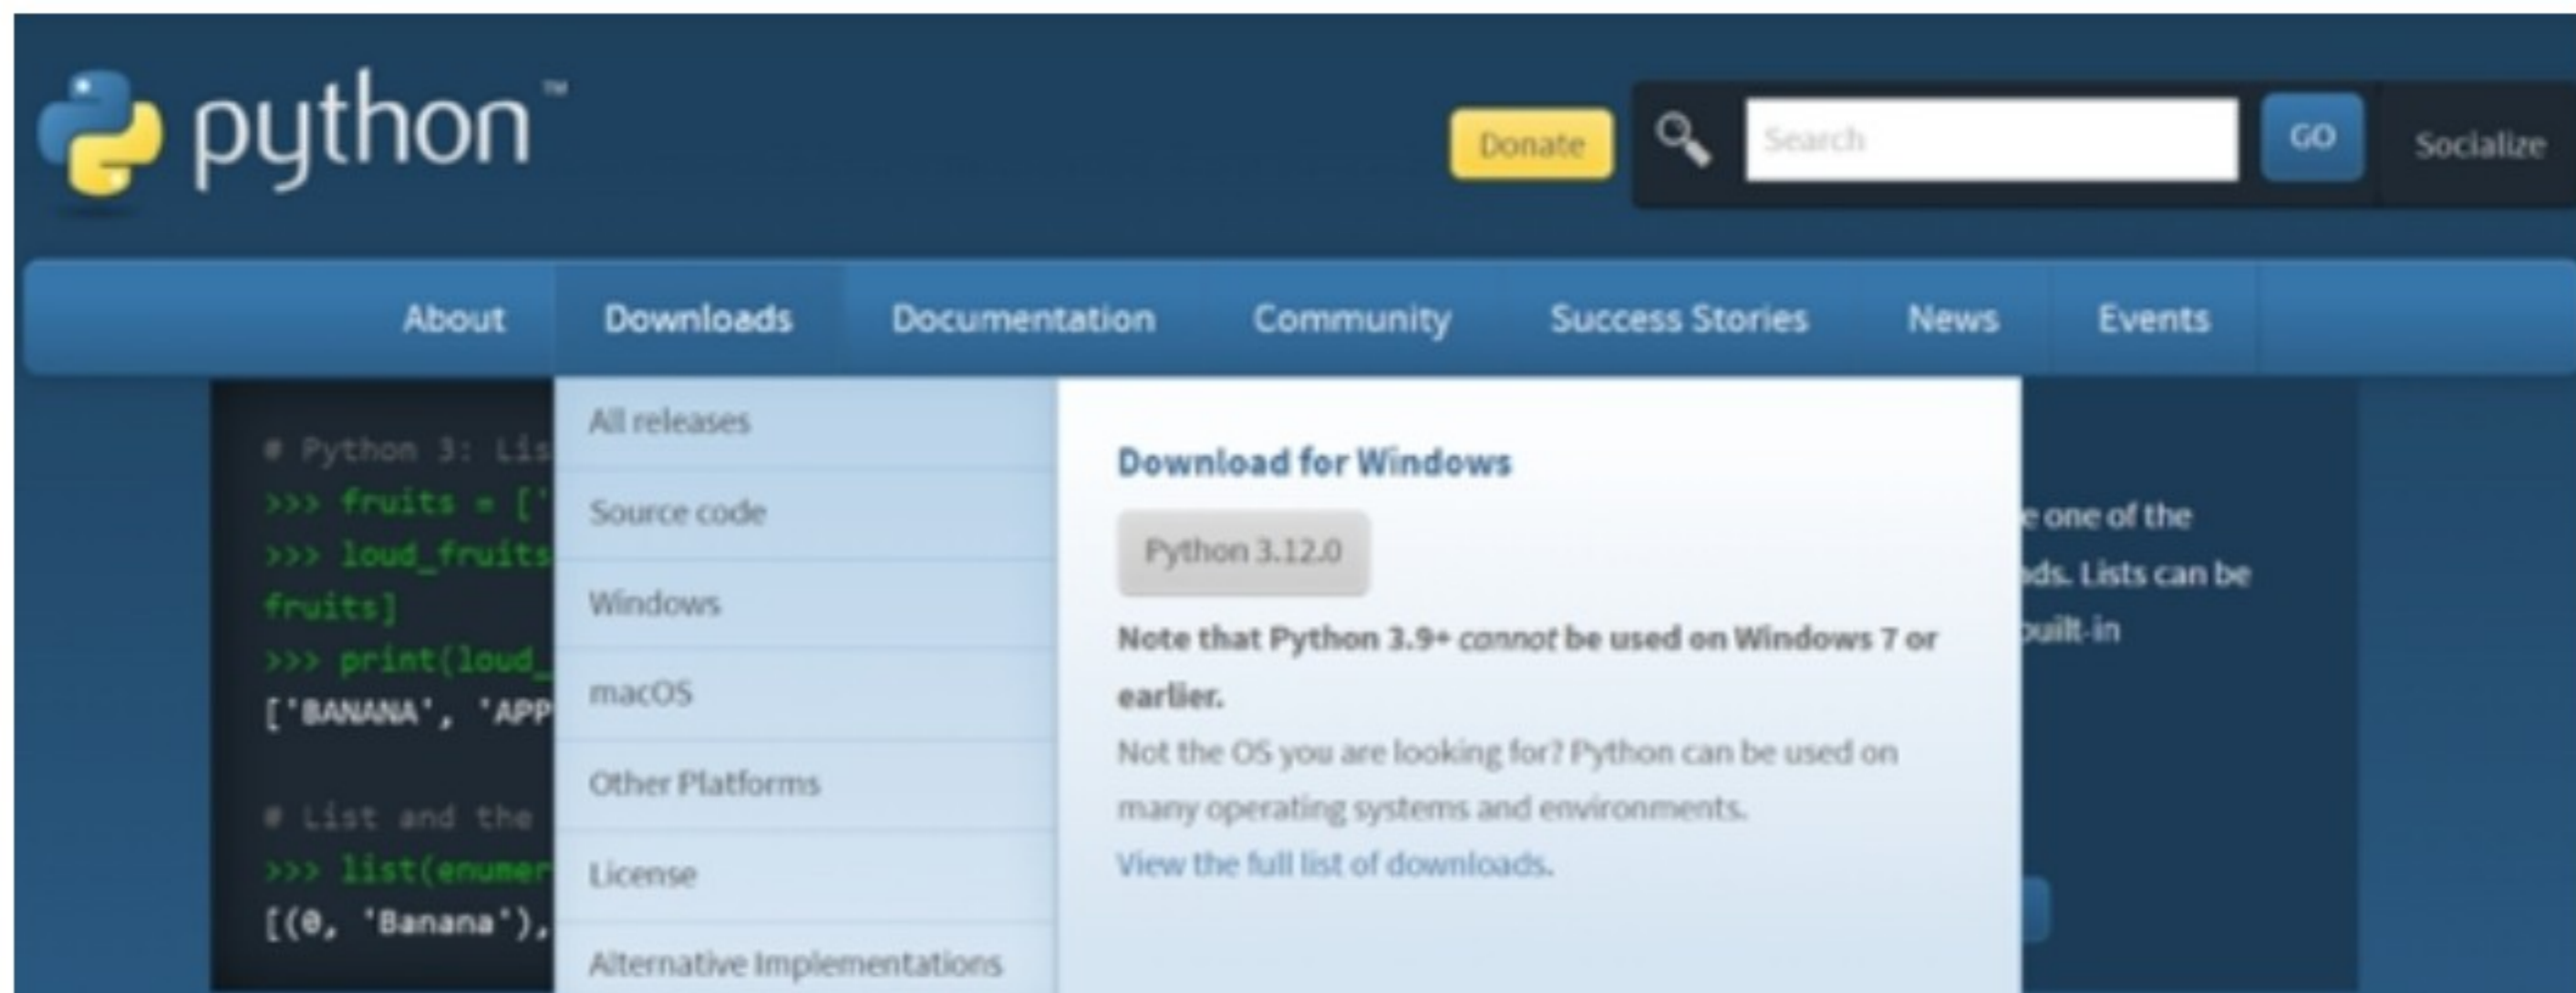 python™
Donate
Search
GO
Socialize
About
Downloads
Documentation
Community
Success Stories
News
Events
# Python 3: Lis
>>> fruits = ['
>>> loud_fruits
fruits]
>>> print(loud_
['BANANA', 'APP
# List and the
>>> list(enumer
[(0, 'Banana'),
All releases
Source code
Windows
macOS
Other Platforms
License
Alternative Implementations
Download for Windows
Python 3.12.0
Note that Python 3.9+ cannot be used on Windows 7 or
earlier.
Not the OS you are looking for? Python can be used on
many operating systems and environments.
View the full list of downloads.
e one of the
ds. Lists can be
built-in